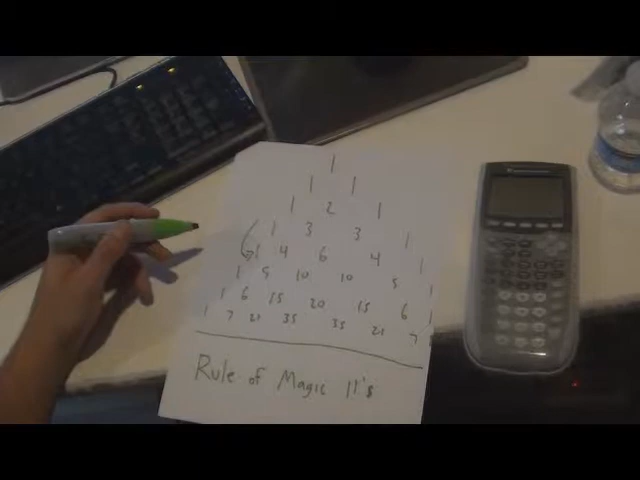 1
1 1
1 2 1
1 3 3 1
1 4 6 4 1
1 5 10 10 5 1
1 6 15 20 15 6 1
1 7 21 35 35 21 7 1
Rule of Magic 11's